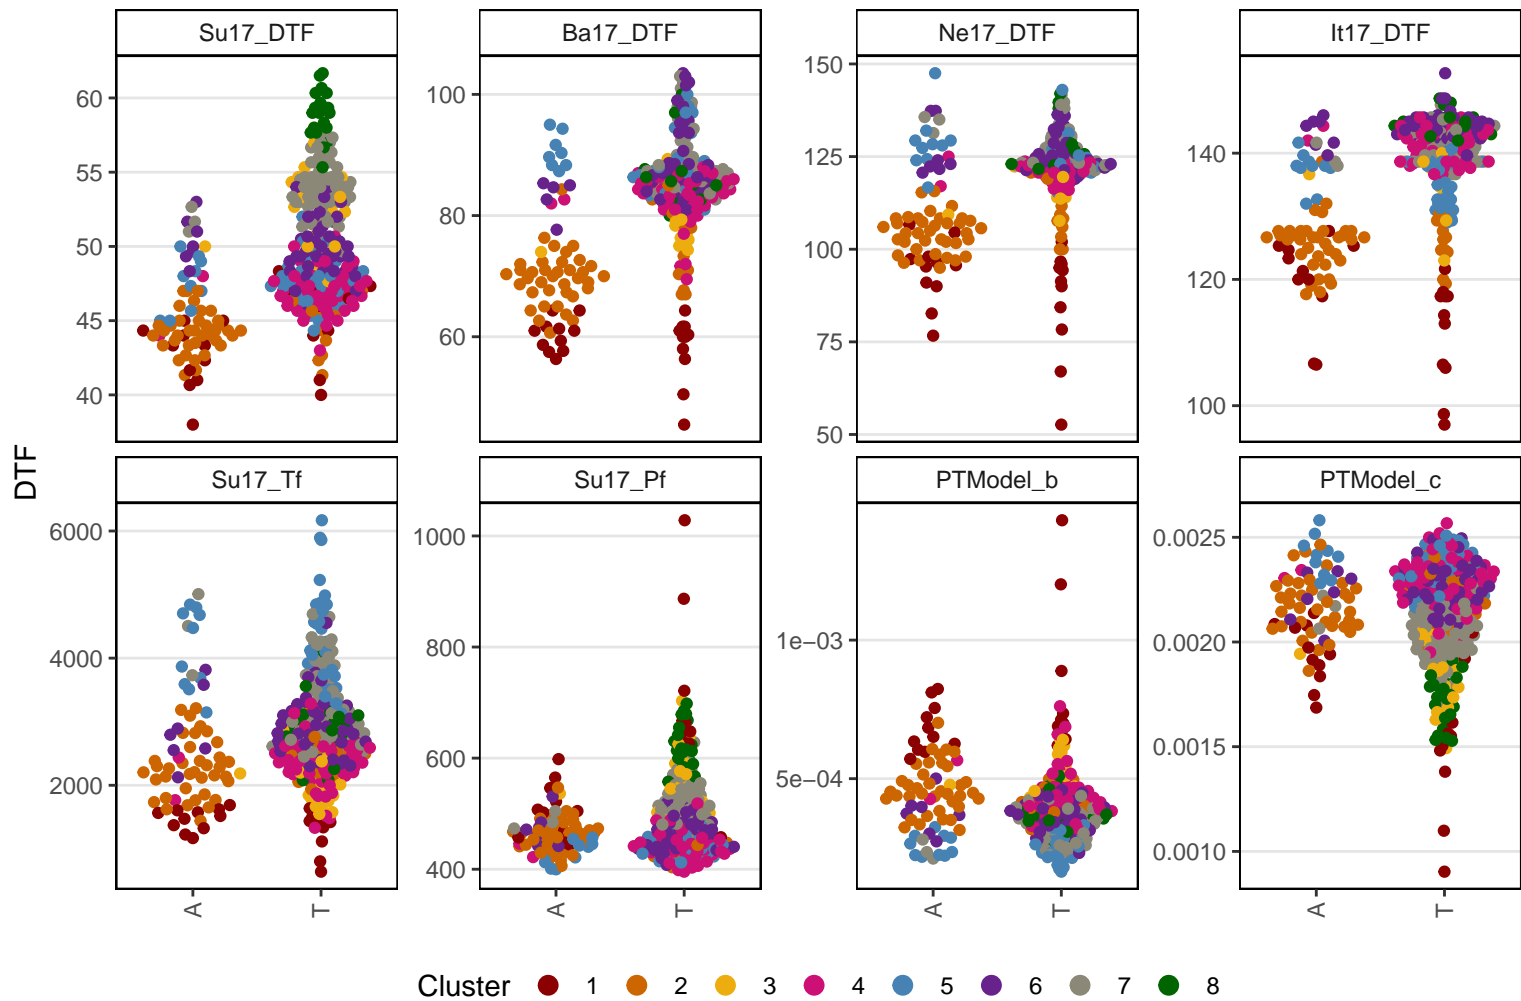 Su17_DTF Ba17_DTF Ne17_DTF It17_DTF
60 55 50 45 40
100 80 60
150 125 100 75 50
140 120 100
DTF
Su17_Tf Su17_Pf PTModel_b PTModel_c
6000 4000 2000
1000 800 600 400
1e−03 5e−04
0.0025 0.0020 0.0015 0.0010
A T A T A T A T
Cluster 1 2 3 4 5 6 7 8